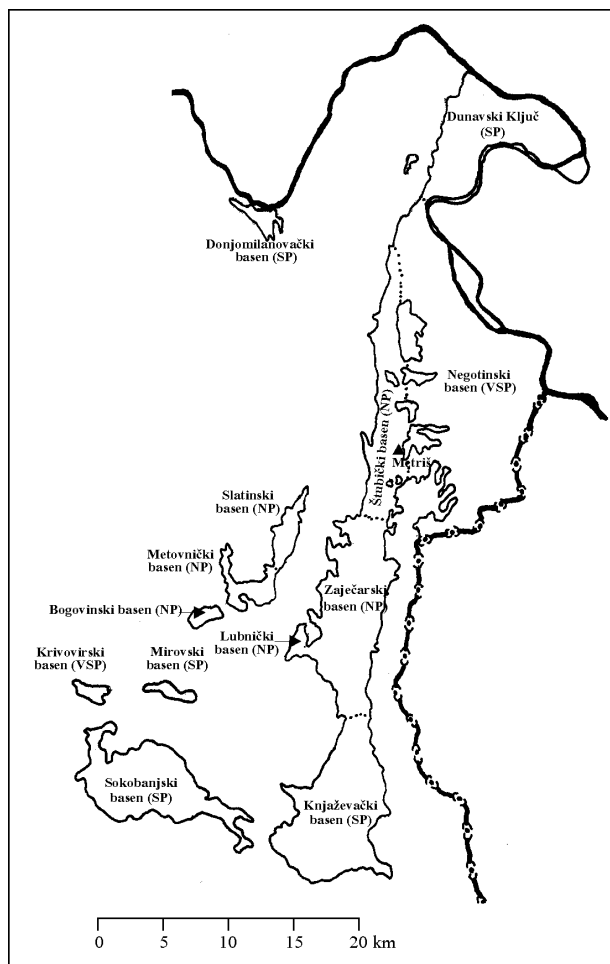 Dunavski Ključ
(SP)
Donjomilanovački
basen (SP)
Negotinski
basen (VSP)
Štubički basen (NP)
Metriš
Slatinski
basen (NP)
Metovnički
basen (NP)
Zaječarski
basen (NP)
Bogovinski basen (NP)
Lubnički
basen (NP)
Krivovirski
basen (VSP)
Mirovski
basen (SP)
Sokobanjski
basen (SP)
Knjaževački
basen (SP)
0 5 10 15 20 km